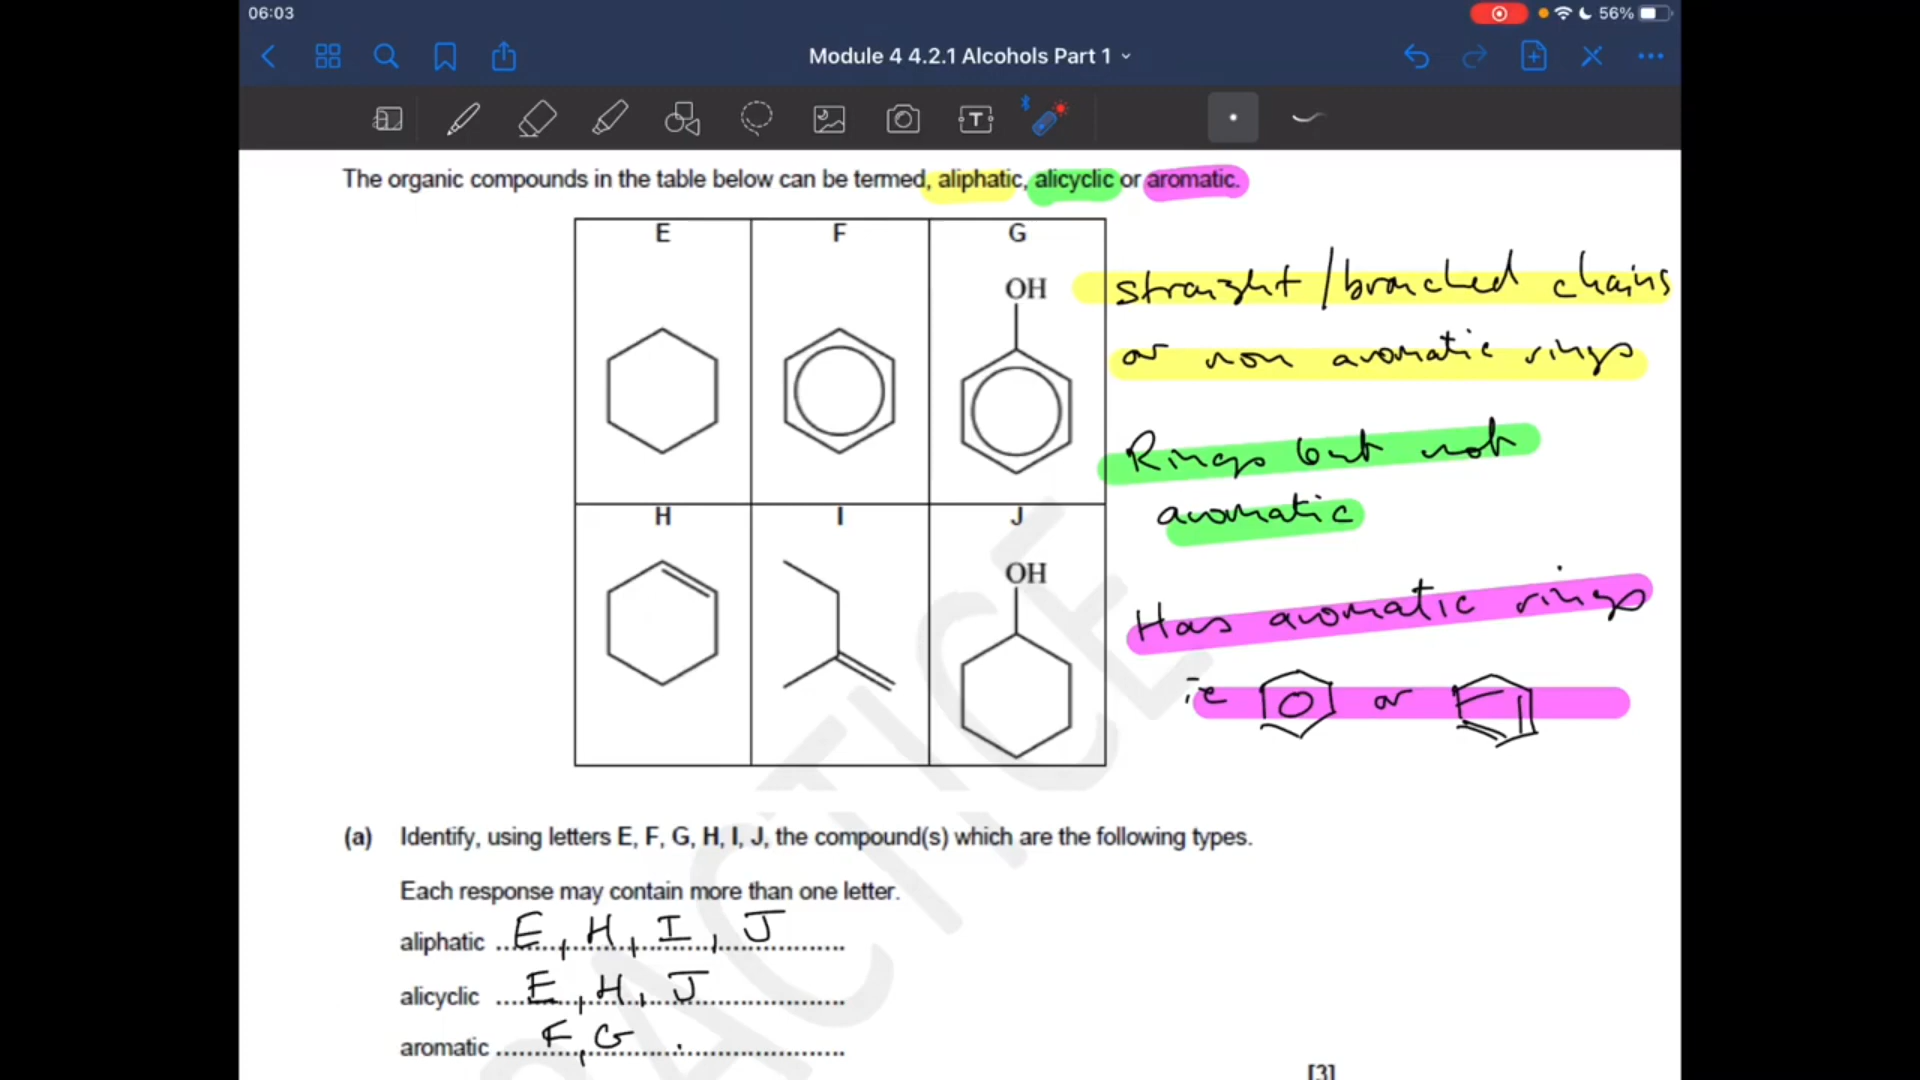 06:03
56%
Module 4 4.2.1 Alcohols Part 1
The organic compounds in the table below can be termed, aliphatic, alicyclic or aromatic.
E F G
OH
straight/branched chains
or non aromatic rings
Rings but not
aromatic
H I J
OH
Has aromatic rings
ie or
(a) Identify, using letters E, F, G, H, I, J, the compound(s) which are the following types.
Each response may contain more than one letter.
aliphatic E, H, I, J
alicyclic E, H, J
aromatic F, G
[3]
PRACTICE